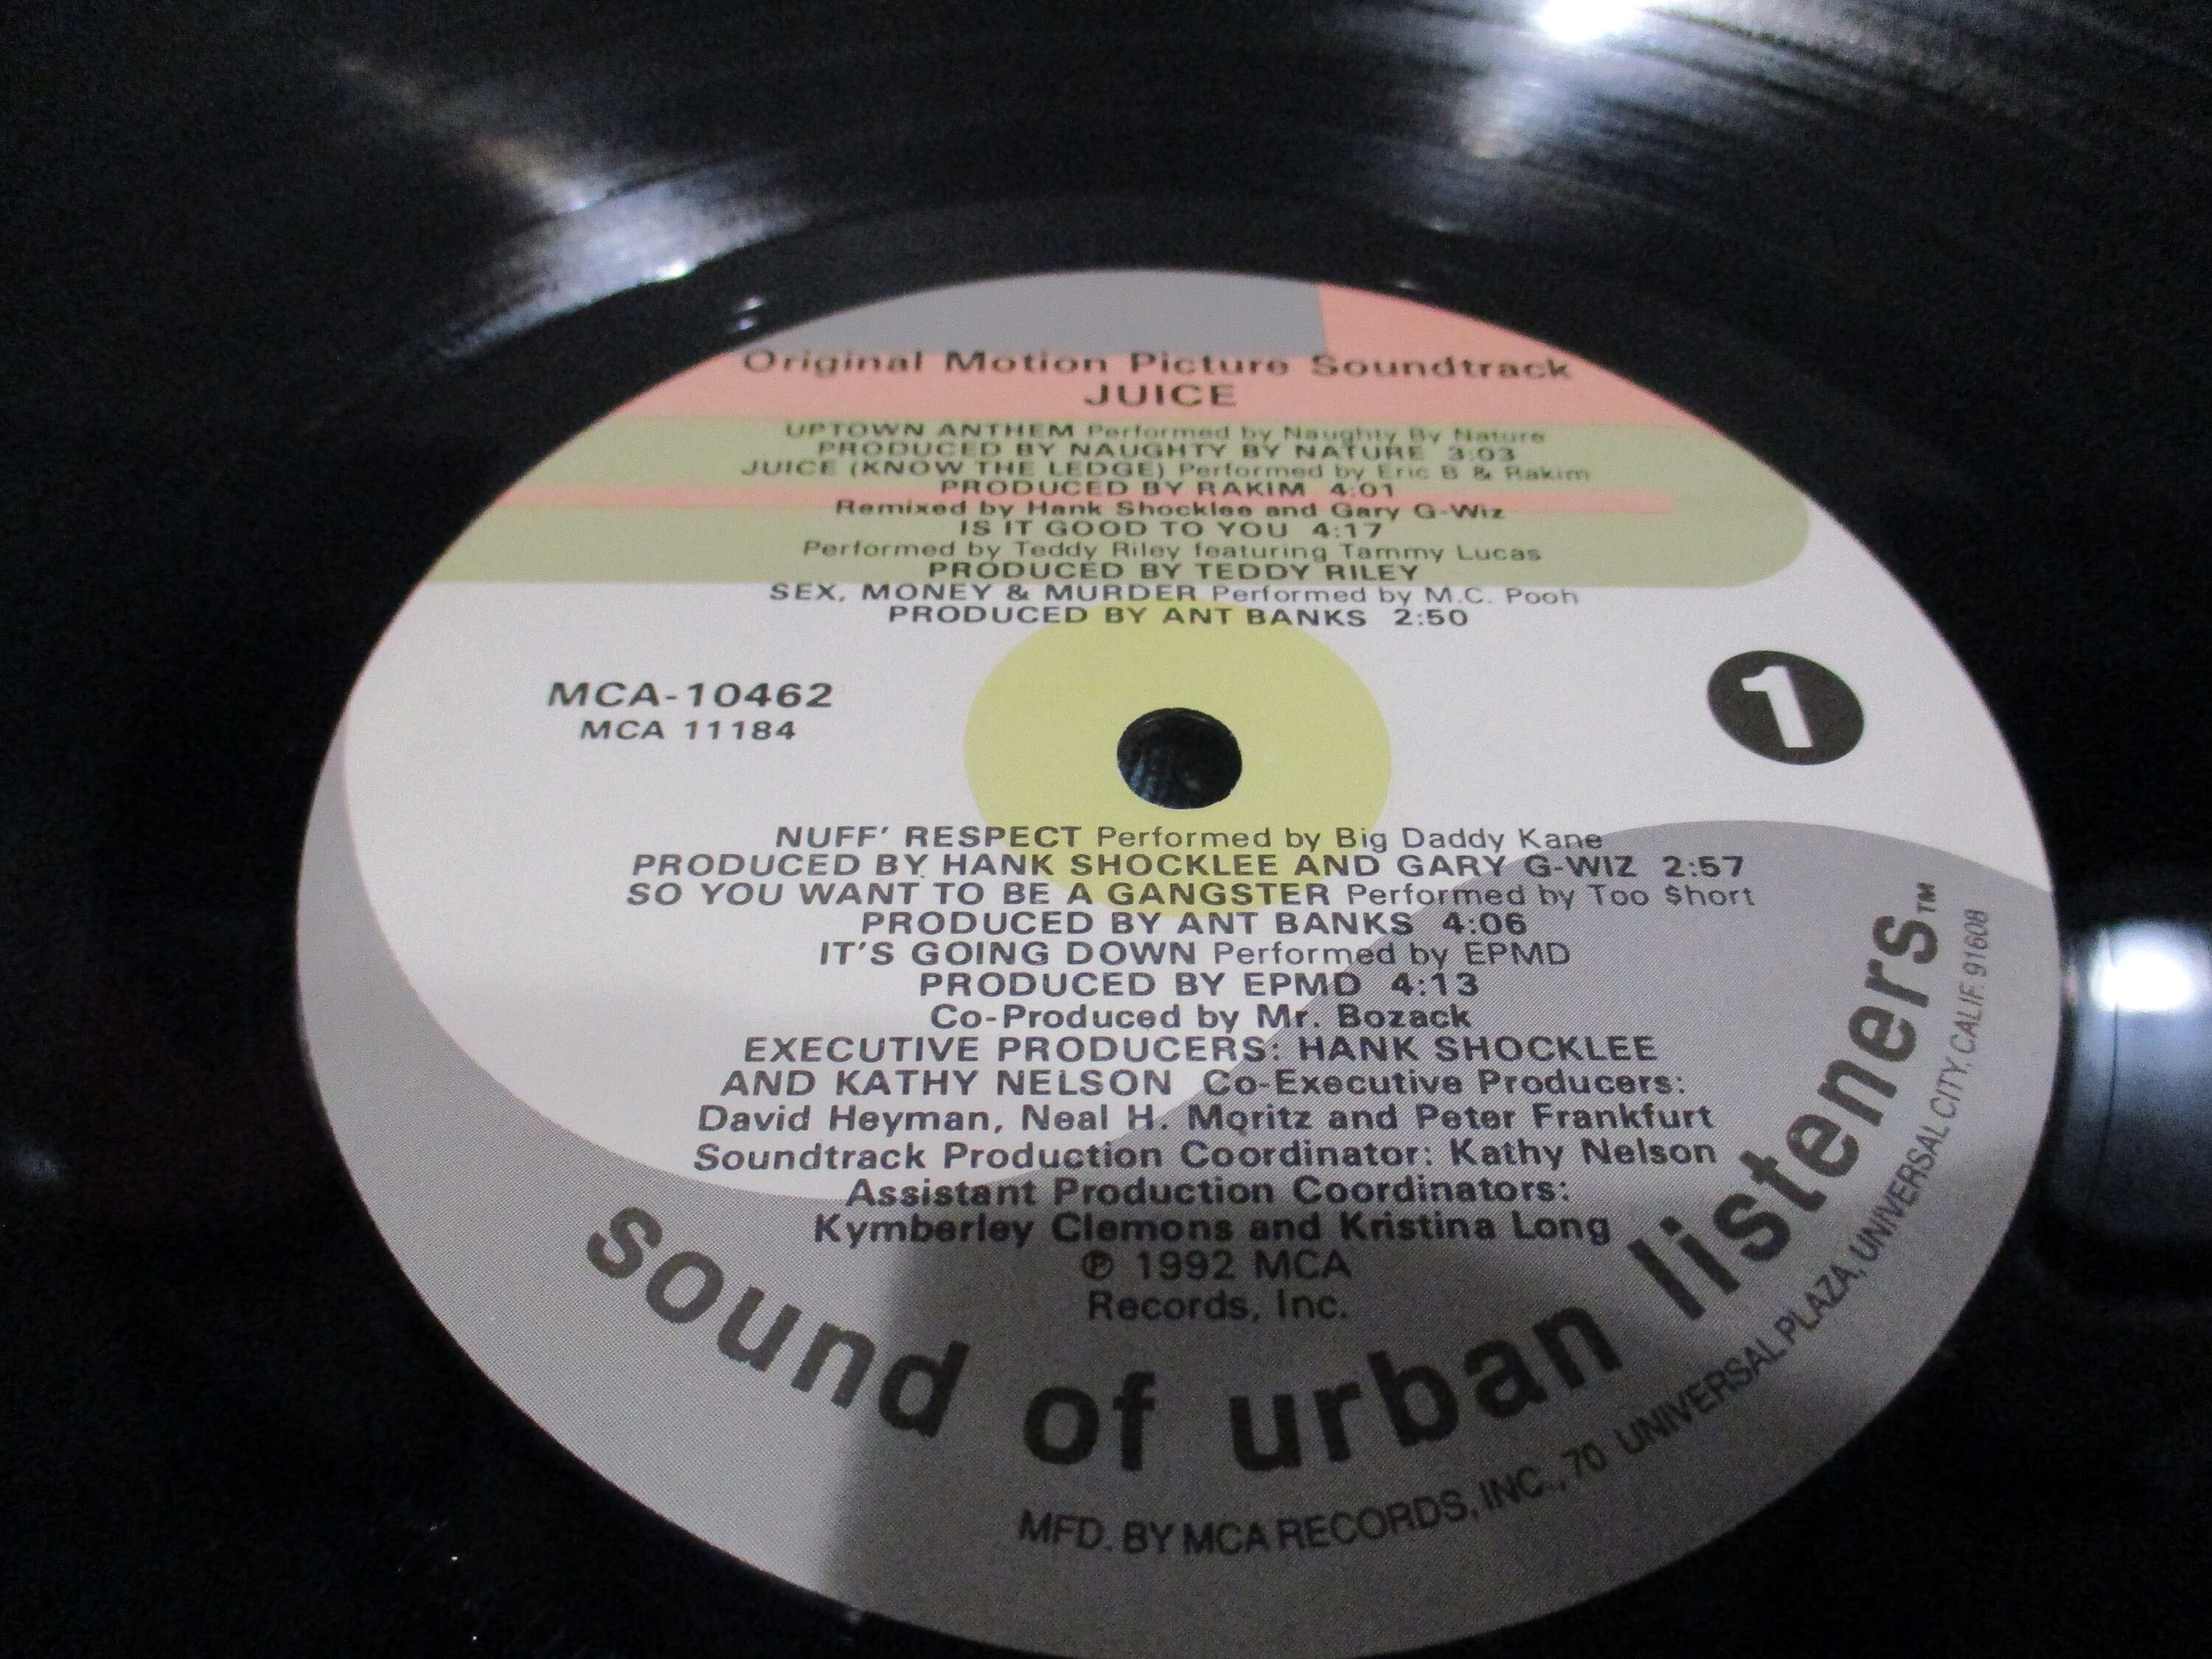 Original Motion Picture Soundtrack
JUICE
UPTOWN ANTHEM Performed by Naughty By Nature
PRODUCED BY NAUGHTY BY NATURE 3:03
JUICE (KNOW THE LEDGE) Performed by Eric B & Rakim
PRODUCED BY RAKIM 4:01
Remixed by Hank Shocklee and Gary G-Wiz
IS IT GOOD TO YOU 4:17
Performed by Teddy Riley featuring Tammy Lucas
PRODUCED BY TEDDY RILEY
SEX, MONEY & MURDER Performed by M.C. Pooh
PRODUCED BY ANT BANKS 2:50
MCA-10462
MCA 11184
1
NUFF' RESPECT Performed by Big Daddy Kane
PRODUCED BY HANK SHOCKLEE AND GARY G-WIZ 2:57
SO YOU WANT TO BE A GANGSTER Performed by Too $hort
PRODUCED BY ANT BANKS 4:06
IT'S GOING DOWN Performed by EPMD
PRODUCED BY EPMD 4:13
Co-Produced by Mr. Bozack
EXECUTIVE PRODUCERS: HANK SHOCKLEE
AND KATHY NELSON Co-Executive Producers:
David Heyman, Neal H. Moritz and Peter Frankfurt
Soundtrack Production Coordinator: Kathy Nelson
Assistant Production Coordinators:
Kymberley Clemons and Kristina Long
℗ 1992 MCA
Records, Inc.
sound of urban listeners™
MFD. BY MCA RECORDS, INC., 70 UNIVERSAL PLAZA, UNIVERSAL CITY, CALIF. 91608